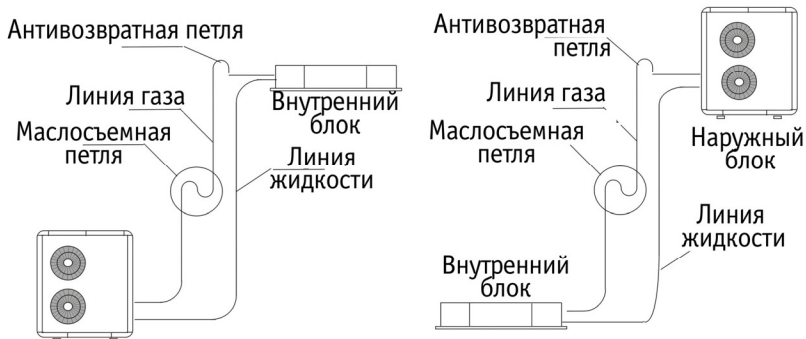 Антивозвратная петля
Линия газа
Маслосъемная
петля
Внутренний
блок
Линия
жидкости
Антивозвратная
петля
Линия газа
Маслосъемная
петля
Наружный
блок
Линия
жидкости
Внутренний
блок